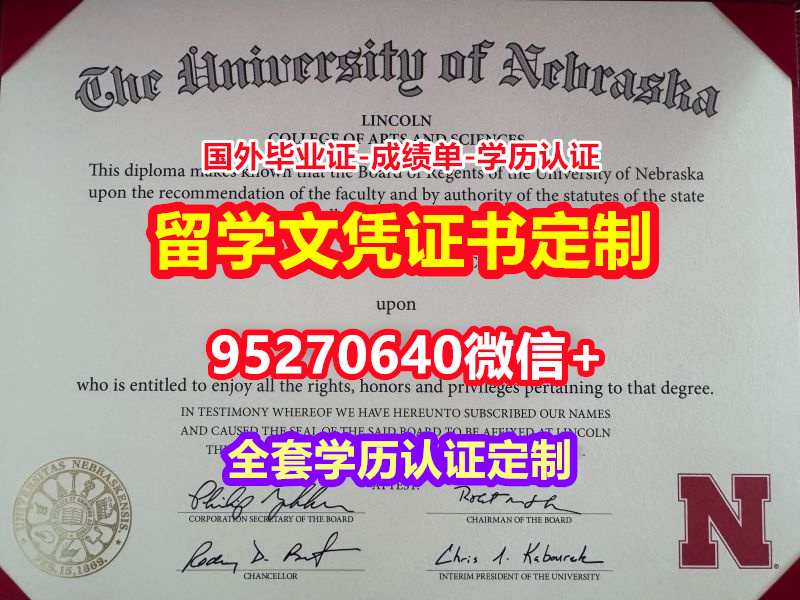 The University of Nebraska
LINCOLN
COLLEGE OF ARTS AND SCIENCES
国外毕业证-成绩单-学历认证
This diploma makes known that the Board of Regents of the University of Nebraska
upon the recommendation of the faculty and by authority of the statutes of the state
留学文凭证书定制
upon
95270640微信+
who is entitled to enjoy all the rights, honors and privileges pertaining to that degree.
IN TESTIMONY WHEREOF WE HAVE HEREUNTO SUBSCRIBED OUR NAMES
AND CAUSED THE SEAL OF THE SAID BOARD TO BE AFFIXED AT LINCOLN
全套学历认证定制
ATTEST:
CORPORATION SECRETARY OF THE BOARD
CHAIRMAN OF THE BOARD
UNIVERSITAS NEBRASKENSIS
FEB. 15, 1869.
N
CHANCELLOR
INTERIM PRESIDENT OF THE UNIVERSITY